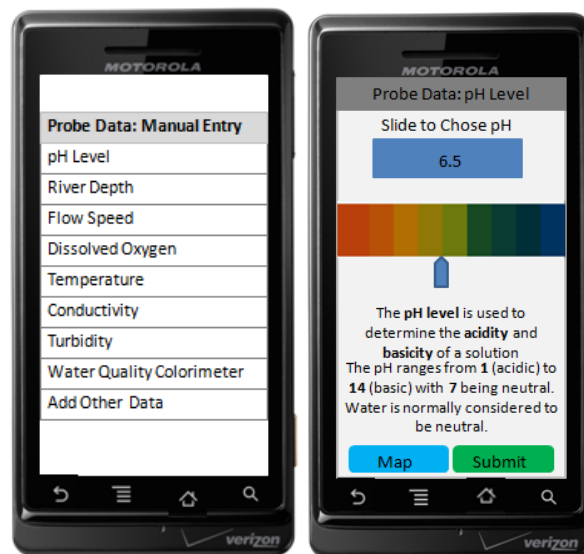 MOTOROLA
Probe Data: Manual Entry
pH Level
River Depth
Flow Speed
Dissolved Oxygen
Temperature
Conductivity
Turbidity
Water Quality Colorimeter
Add Other Data
verizon
MOTOROLA
Probe Data: pH Level
Slide to Chose pH
6.5
The pH level is used to
determine the acidity and
basicity of a solution
The pH ranges from 1 (acidic) to
14 (basic) with 7 being neutral.
Water is normally considered to
be neutral.
Map
Submit
verizon